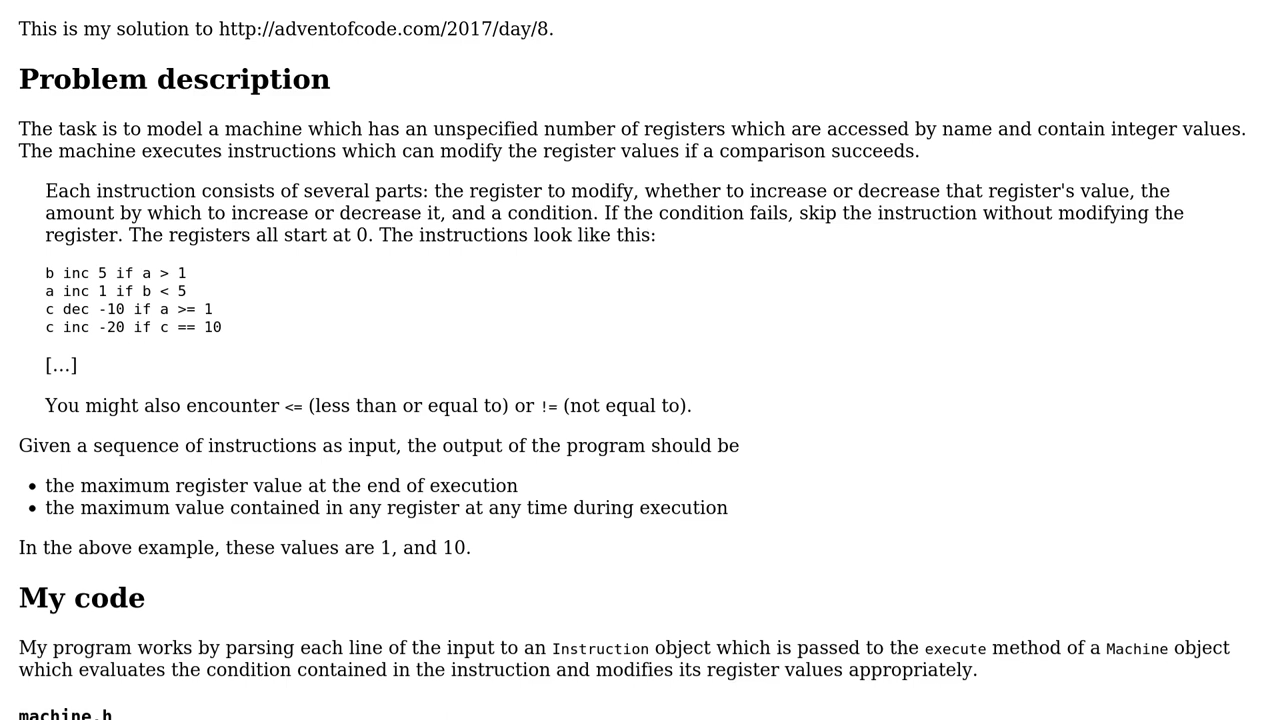 This is my solution to http://adventofcode.com/2017/day/8.
Problem description
The task is to model a machine which has an unspecified number of registers which are accessed by name and contain integer values.
The machine executes instructions which can modify the register values if a comparison succeeds.
Each instruction consists of several parts: the register to modify, whether to increase or decrease that register's value, the
amount by which to increase or decrease it, and a condition. If the condition fails, skip the instruction without modifying the
register. The registers all start at 0. The instructions look like this:
b inc 5 if a > 1
a inc 1 if b < 5
c dec -10 if a >= 1
c inc -20 if c == 10
[…]
You might also encounter <= (less than or equal to) or != (not equal to).
Given a sequence of instructions as input, the output of the program should be
• the maximum register value at the end of execution
• the maximum value contained in any register at any time during execution
In the above example, these values are 1, and 10.
My code
My program works by parsing each line of the input to an Instruction object which is passed to the execute method of a Machine object
which evaluates the condition contained in the instruction and modifies its register values appropriately.
machine.h